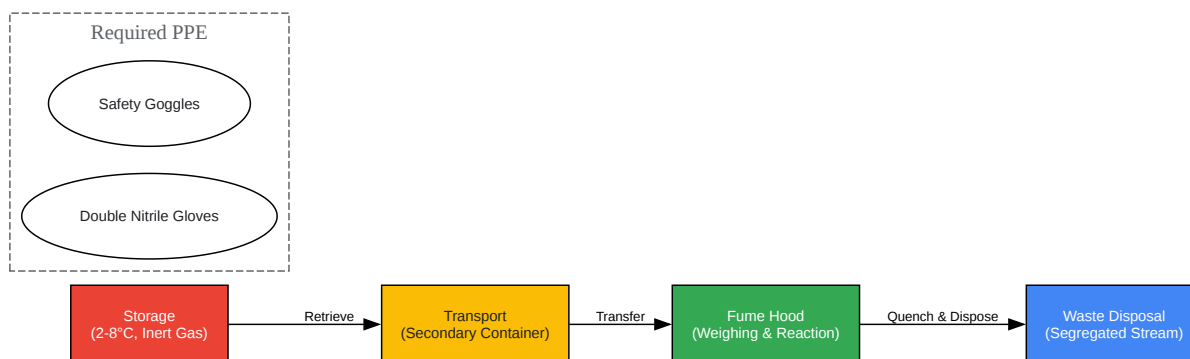 Required PPE
Safety Goggles
Double Nitrile Gloves
Storage
(2-8°C, Inert Gas)
Retrieve
Transport
(Secondary Container)
Transfer
Fume Hood
(Weighing & Reaction)
Quench & Dispose
Waste Disposal
(Segregated Stream)